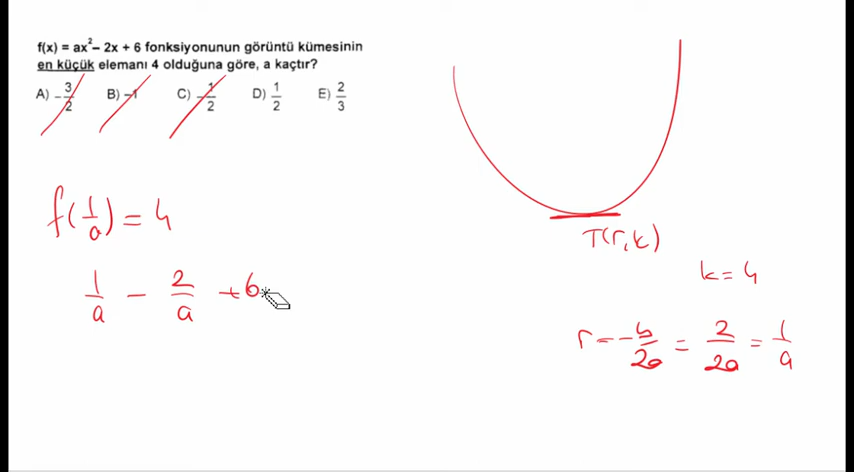 f(x) = ax²– 2x + 6 fonksiyonunun görüntü kümesinin
en küçük elemanı 4 olduğuna göre, a kaçtır?
A) –3/2 B) –1 C) –1/2 D) 1/2 E) 2/3
f(1/a) = 4
1/a – 2/a + 6
T(r,k)
k = 4
r = –b/2a = 2/2a = 1/a